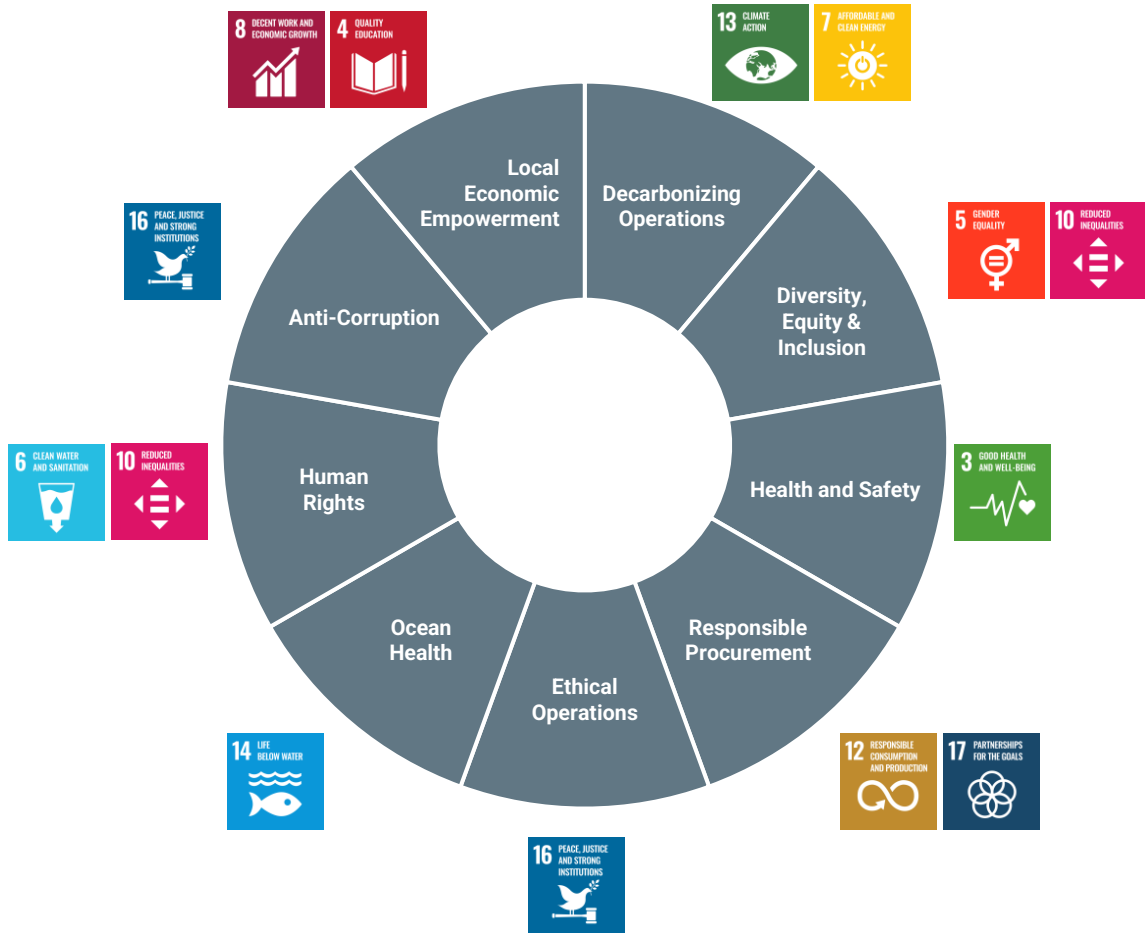 8 DECENT WORK AND
ECONOMIC GROWTH
4 QUALITY
EDUCATION
13 CLIMATE
ACTION
7 AFFORDABLE AND
CLEAN ENERGY
Local
Economic
Empowerment
Decarbonizing
Operations
16 PEACE, JUSTICE
AND STRONG
INSTITUTIONS
5 GENDER
EQUALITY
10 REDUCED
INEQUALITIES
Anti-Corruption
Diversity,
Equity &
Inclusion
6 CLEAN WATER
AND SANITATION
10 REDUCED
INEQUALITIES
Human
Rights
Health and Safety
3 GOOD HEALTH
AND WELL-BEING
Ocean
Health
Responsible
Procurement
Ethical
Operations
14 LIFE
BELOW WATER
12 RESPONSIBLE
CONSUMPTION
AND PRODUCTION
17 PARTNERSHIPS
FOR THE GOALS
16 PEACE, JUSTICE
AND STRONG
INSTITUTIONS